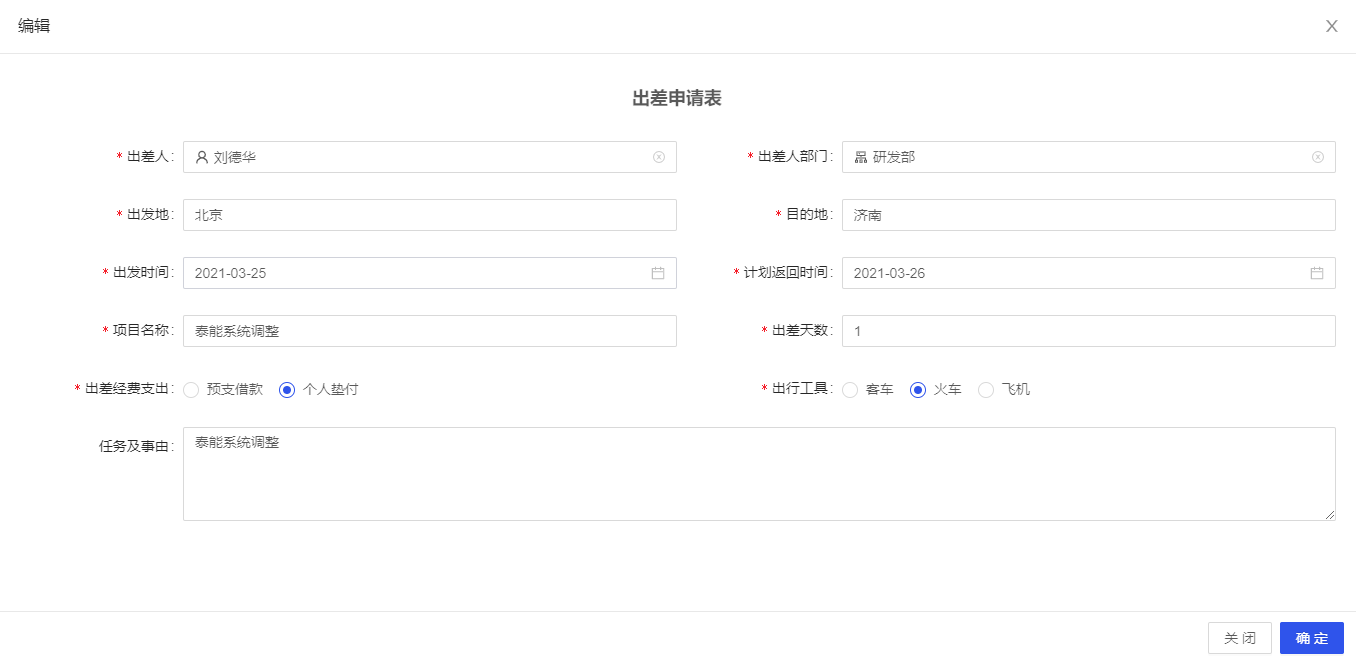 编辑
出差申请表
* 出差人: 刘德华 * 出差人部门: 研发部
* 出发地: 北京 * 目的地: 济南
* 出发时间: 2021-03-25 * 计划返回时间: 2021-03-26
* 项目名称: 泰能系统调整 * 出差天数: 1
* 出差经费支出: 预支借款 个人垫付 * 出行工具: 客车 火车 飞机
任务及事由: 泰能系统调整
关 闭 确 定